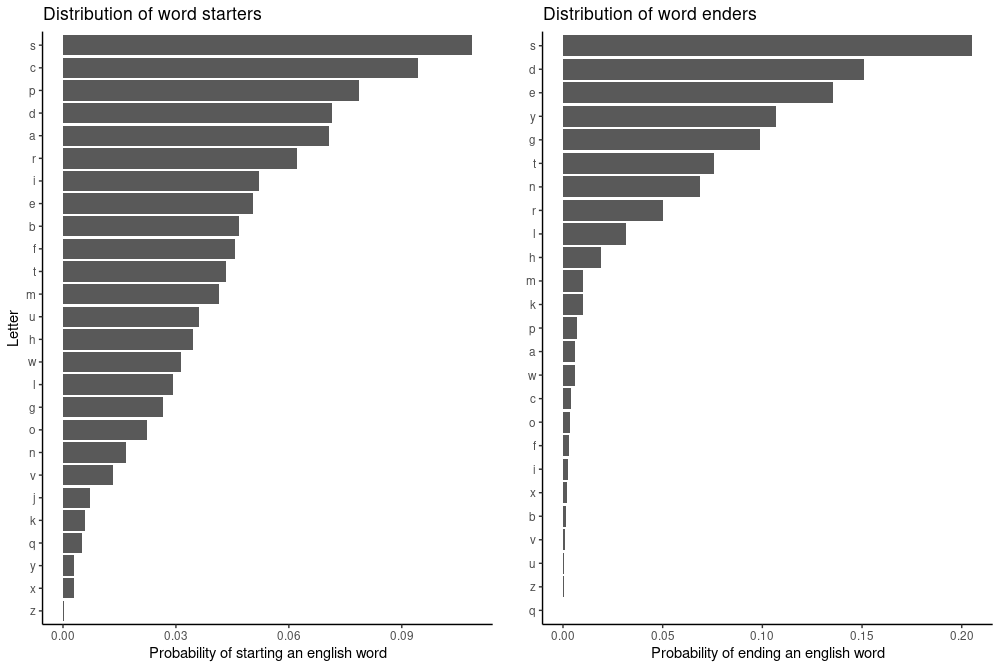 Distribution of word starters
Letter
s
c
p
d
a
r
i
e
b
f
t
m
u
h
w
l
g
o
n
v
j
k
q
y
x
z
0.00 0.03 0.06 0.09
Probability of starting an english word
Distribution of word enders
s
d
e
y
g
t
n
r
l
h
m
k
p
a
w
c
o
f
i
x
b
v
u
z
q
0.00 0.05 0.10 0.15 0.20
Probability of ending an english word